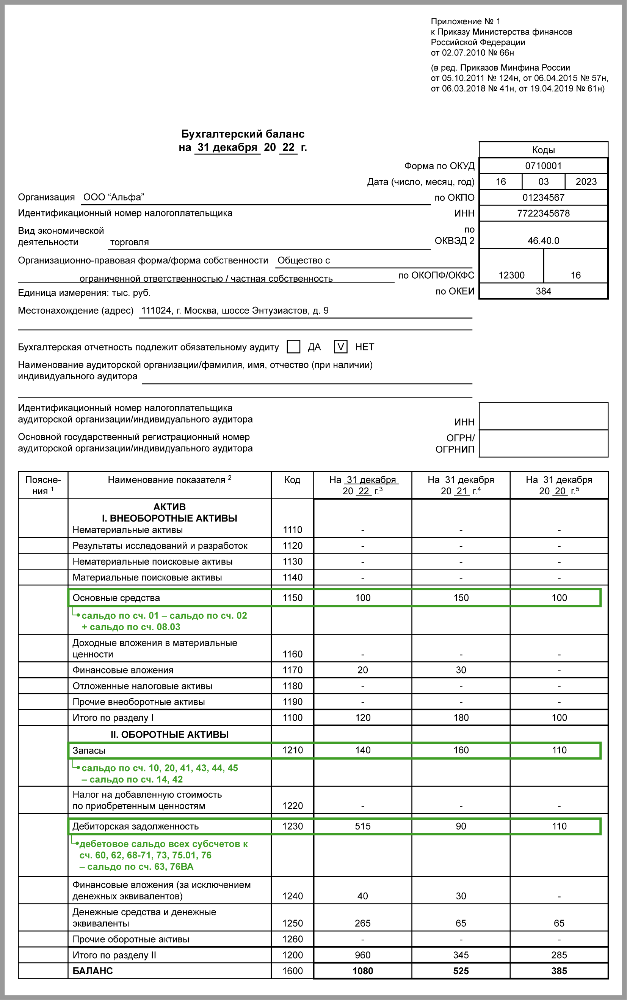 Приложение № 1
к Приказу Министерства финансов
Российской Федерации
от 02.07.2010 № 66н
(в ред. Приказов Минфина России
от 05.10.2011 № 124н, от 06.04.2015 № 57н,
от 06.03.2018 № 41н, от 19.04.2019 № 61н)
Бухгалтерский баланс
на 31 декабря 20 22 г.
Коды
Форма по ОКУД 0710001
Дата (число, месяц, год) 16 03 2023
Организация ООО “Альфа” по ОКПО 01234567
Идентификационный номер налогоплательщика ИНН 7722345678
Вид экономической по
деятельности торговля ОКВЭД 2 46.40.0
Организационно-правовая форма/форма собственности Общество с
ограниченной ответственностью / частная собственность по ОКОПФ/ОКФС 12300 16
Единица измерения: тыс. руб. по ОКЕИ 384
Местонахождение (адрес) 111024, г. Москва, шоссе Энтузиастов, д. 9
Бухгалтерская отчетность подлежит обязательному аудиту ДА V НЕТ
Наименование аудиторской организации/фамилия, имя, отчество (при наличии)
индивидуального аудитора
Идентификационный номер налогоплательщика
аудиторской организации/индивидуального аудитора ИНН
Основной государственный регистрационный номер ОГРН/
аудиторской организации/индивидуального аудитора ОГРНИП
Поясне- Наименование показателя ² Код На 31 декабря На 31 декабря На 31 декабря
ния ¹ 20 22 г.³ 20 21 г.⁴ 20 20 г.⁵
АКТИВ
I. ВНЕОБОРОТНЫЕ АКТИВЫ
Нематериальные активы 1110 - - -
Результаты исследований и разработок 1120 - - -
Нематериальные поисковые активы 1130 - - -
Материальные поисковые активы 1140 - - -
Основные средства 1150 100 150 100
сальдо по сч. 01 – сальдо по сч. 02
+ сальдо по сч. 08.03
Доходные вложения в материальные
ценности 1160 - - -
Финансовые вложения 1170 20 30 -
Отложенные налоговые активы 1180 - - -
Прочие внеоборотные активы 1190 - - -
Итого по разделу I 1100 120 180 100
II. ОБОРОТНЫЕ АКТИВЫ
Запасы 1210 140 160 110
сальдо по сч. 10, 20, 41, 43, 44, 45
– сальдо по сч. 14, 42
Налог на добавленную стоимость
по приобретенным ценностям 1220 - - -
Дебиторская задолженность 1230 515 90 110
дебетовое сальдо всех субсчетов к
сч. 60, 62, 68-71, 73, 75.01, 76
– сальдо по сч. 63, 76ВА
Финансовые вложения (за исключением
денежных эквивалентов) 1240 40 30 -
Денежные средства и денежные
эквиваленты 1250 265 65 65
Прочие оборотные активы 1260 - - -
Итого по разделу II 1200 960 345 285
БАЛАНС 1600 1080 525 385